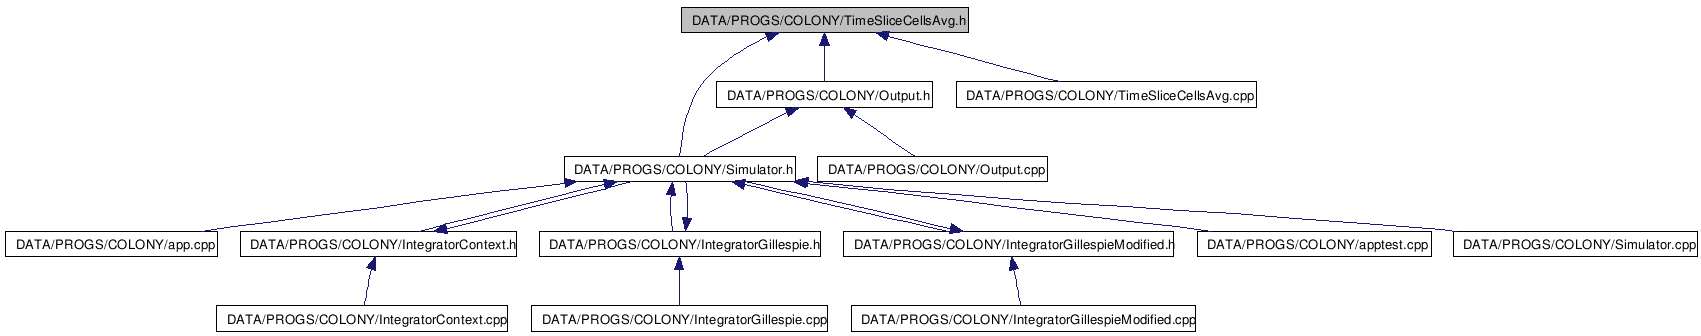 DATA/PROGS/COLONY/TimeSliceCellsAvg.h
DATA/PROGS/COLONY/Output.h
DATA/PROGS/COLONY/TimeSliceCellsAvg.cpp
DATA/PROGS/COLONY/Simulator.h
DATA/PROGS/COLONY/Output.cpp
DATA/PROGS/COLONY/app.cpp
DATA/PROGS/COLONY/IntegratorContext.h
DATA/PROGS/COLONY/IntegratorGillespie.h
DATA/PROGS/COLONY/IntegratorGillespieModified.h
DATA/PROGS/COLONY/apptest.cpp
DATA/PROGS/COLONY/Simulator.cpp
DATA/PROGS/COLONY/IntegratorContext.cpp
DATA/PROGS/COLONY/IntegratorGillespie.cpp
DATA/PROGS/COLONY/IntegratorGillespieModified.cpp